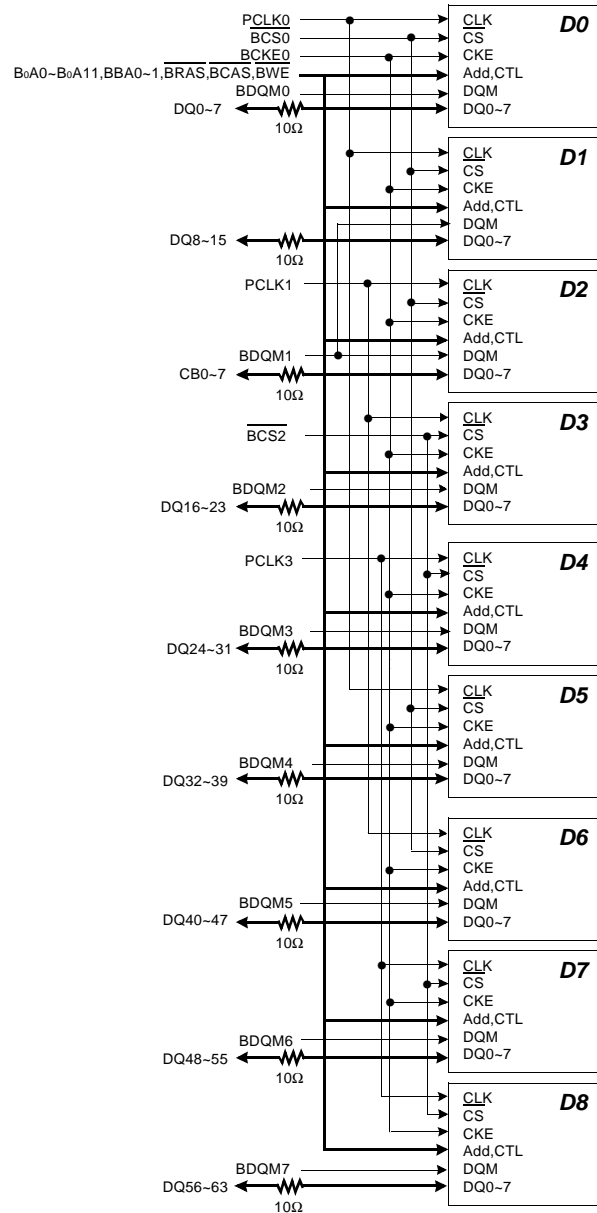 PCLK0 CLK D0
BCS0 CS
BCKE0 CKE
B0A0~B0A11,BBA0~1,BRAS,BCAS,BWE Add,CTL
BDQM0 DQM
DQ0~7 DQ0~7
10Ω
CLK D1
CS
CKE
Add,CTL
DQM
DQ8~15 DQ0~7
10Ω
PCLK1 CLK D2
CS
CKE
Add,CTL
BDQM1 DQM
CB0~7 DQ0~7
10Ω
CLK D3
BCS2 CS
CKE
Add,CTL
BDQM2 DQM
DQ16~23 DQ0~7
10Ω
PCLK3 CLK D4
CS
CKE
Add,CTL
BDQM3 DQM
DQ24~31 DQ0~7
10Ω
CLK D5
CS
CKE
Add,CTL
BDQM4 DQM
DQ32~39 DQ0~7
10Ω
CLK D6
CS
CKE
Add,CTL
BDQM5 DQM
DQ40~47 DQ0~7
10Ω
CLK D7
CS
CKE
Add,CTL
BDQM6 DQM
DQ48~55 DQ0~7
10Ω
CLK D8
CS
CKE
Add,CTL
BDQM7 DQM
DQ56~63 DQ0~7
10Ω